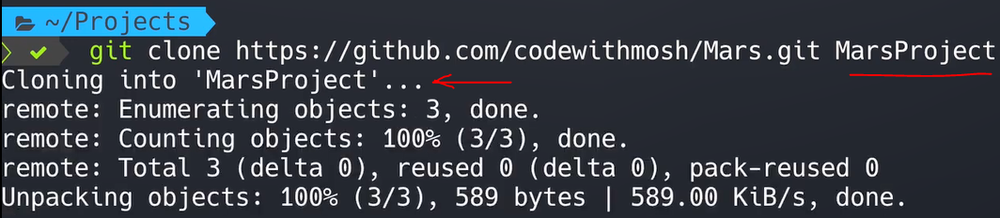 ~/Projects
git clone https://github.com/codewithmosh/Mars.git MarsProject
Cloning into 'MarsProject'...
remote: Enumerating objects: 3, done.
remote: Counting objects: 100% (3/3), done.
remote: Total 3 (delta 0), reused 0 (delta 0), pack-reused 0
Unpacking objects: 100% (3/3), 589 bytes | 589.00 KiB/s, done.